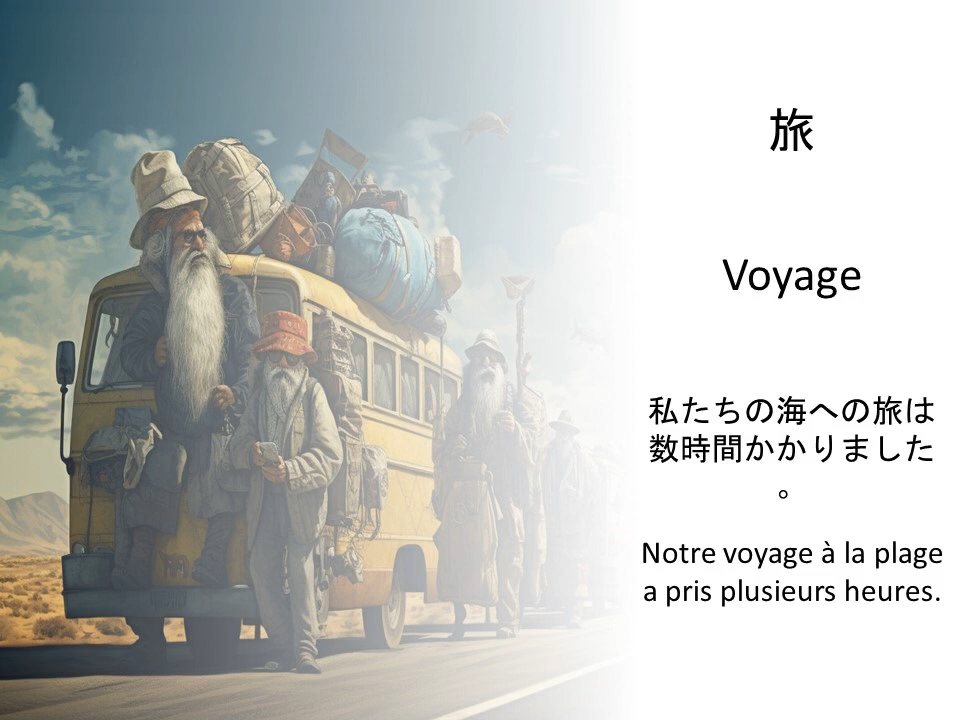 旅
Voyage
私たちの海への旅は
数時間かかりました
。
Notre voyage à la plage
a pris plusieurs heures.